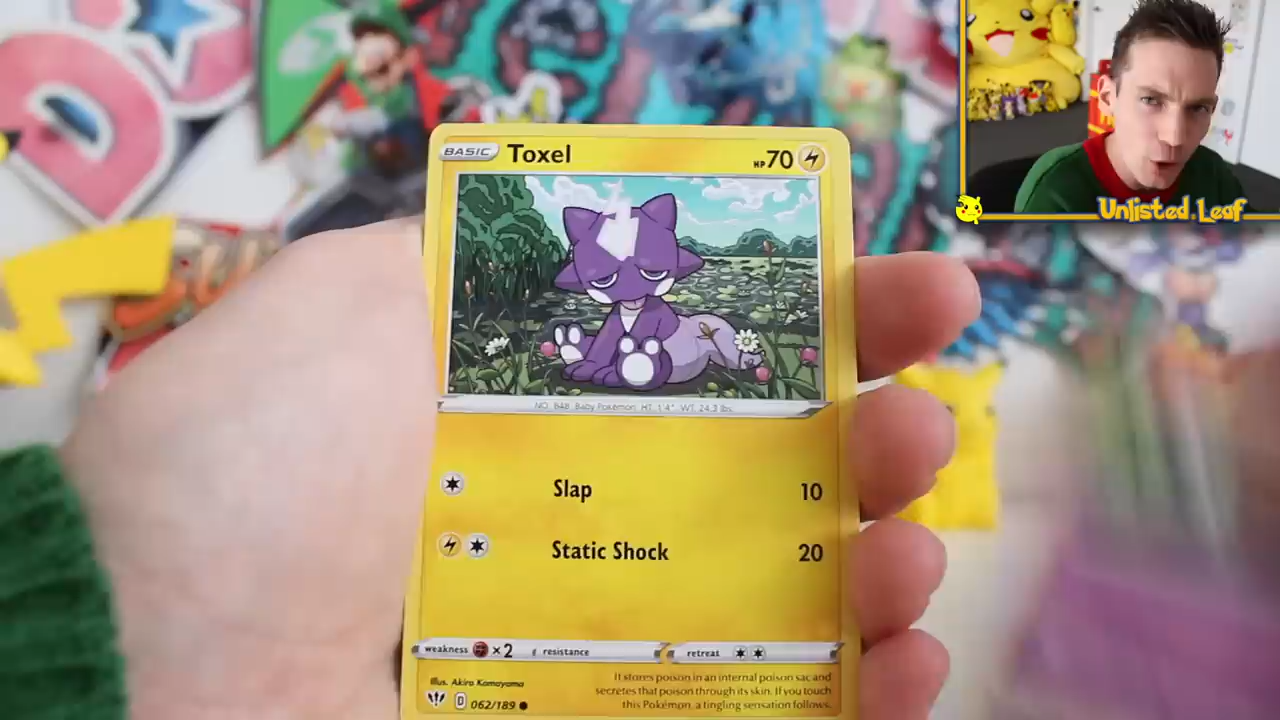 BASIC Toxel HP 70
Unlisted Leaf
NO. 848 Baby Pokémon HT: 1'4" WT: 24.3 lbs.
Slap 10
Static Shock 20
weakness ×2 resistance retreat
Illus. Akira Komayama
D 062/189
It stores poison in an internal poison sac and
secretes that poison through its skin. If you touch
this Pokémon, a tingling sensation follows.